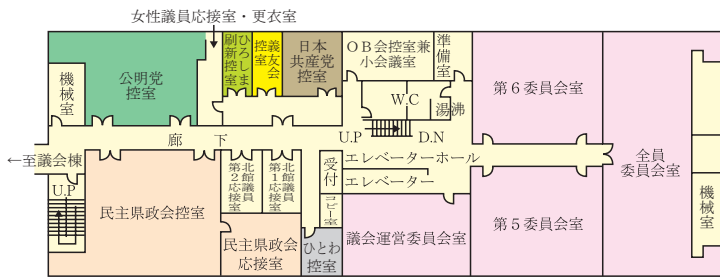 女性議員応接室・更衣室
公明党
控室
機械室
ひろしま
刷新控室
義友会
控室
日本
共産党
控室
ＯＢ会控室兼
小会議室
準備室
W.C
湯沸
第６委員会室
全員
委員会室
廊　下
U.P
D.N
←至議会棟
U.P
民主県政会控室
北館議員
第２応接室
北館議員
第１応接室
受付
エレベーターホール
エレベーター
コピー室
民主県政会
応接室
ひとわ
控室
議会運営委員会室
第５委員会室
機械室